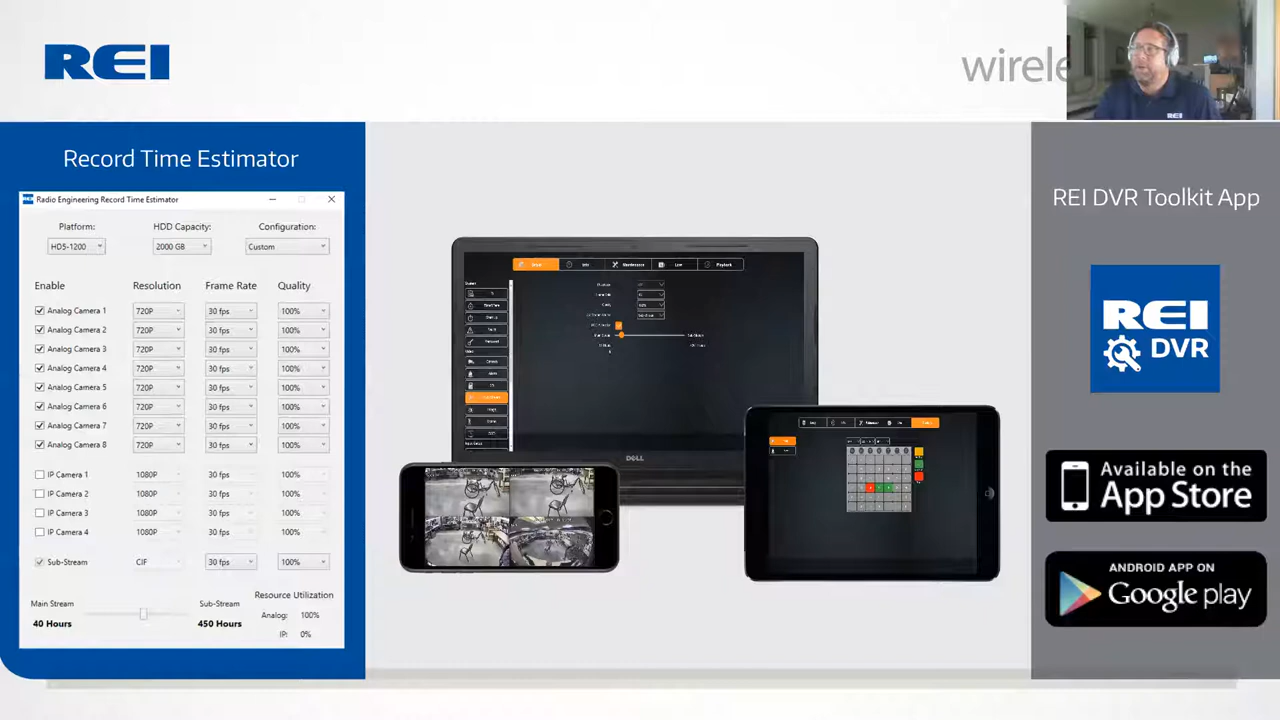 REI
wirele
REI
Record Time Estimator
REI Radio Engineering Record Time Estimator
Platform: HDD Capacity: Configuration:
HD5-1200 2000 GB Custom
Enable Resolution Frame Rate Quality
Analog Camera 1 720P 30 fps 100%
Analog Camera 2 720P 30 fps 100%
Analog Camera 3 720P 30 fps 100%
Analog Camera 4 720P 30 fps 100%
Analog Camera 5 720P 30 fps 100%
Analog Camera 6 720P 30 fps 100%
Analog Camera 7 720P 30 fps 100%
Analog Camera 8 720P 30 fps 100%
IP Camera 1 1080P 30 fps 100%
IP Camera 2 1080P 30 fps 100%
IP Camera 3 1080P 30 fps 100%
IP Camera 4 1080P 30 fps 100%
Sub-Stream CIF 30 fps 100%
Main Stream Sub-Stream Resource Utilization
40 Hours 450 Hours Analog: 100%
IP: 0%
Info Maintenance Live Playback
DELL
REI DVR Toolkit App
REI
DVR
Available on the
App Store
ANDROID APP ON
Google play